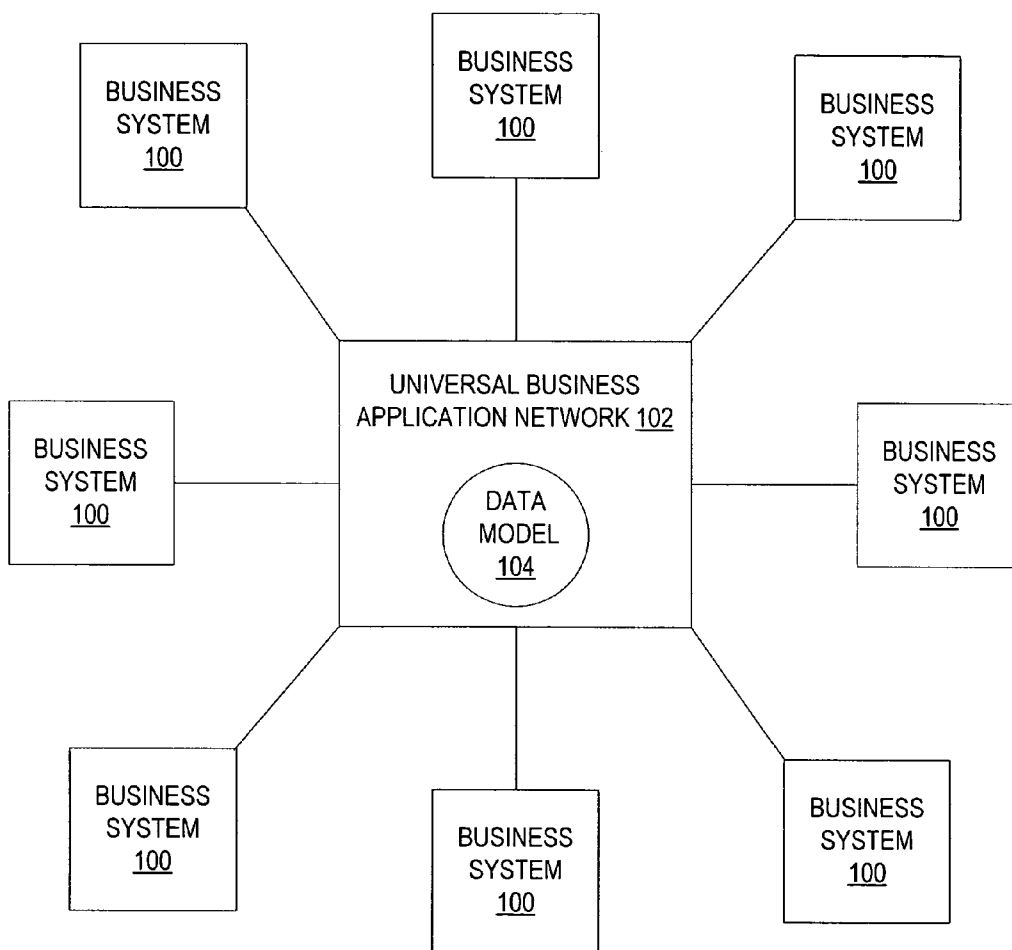 BUSINESS
SYSTEM
100
BUSINESS
SYSTEM
100
BUSINESS
SYSTEM
100
UNIVERSAL BUSINESS
APPLICATION NETWORK 102
BUSINESS
SYSTEM
100
DATA
MODEL
104
BUSINESS
SYSTEM
100
BUSINESS
SYSTEM
100
BUSINESS
SYSTEM
100
BUSINESS
SYSTEM
100